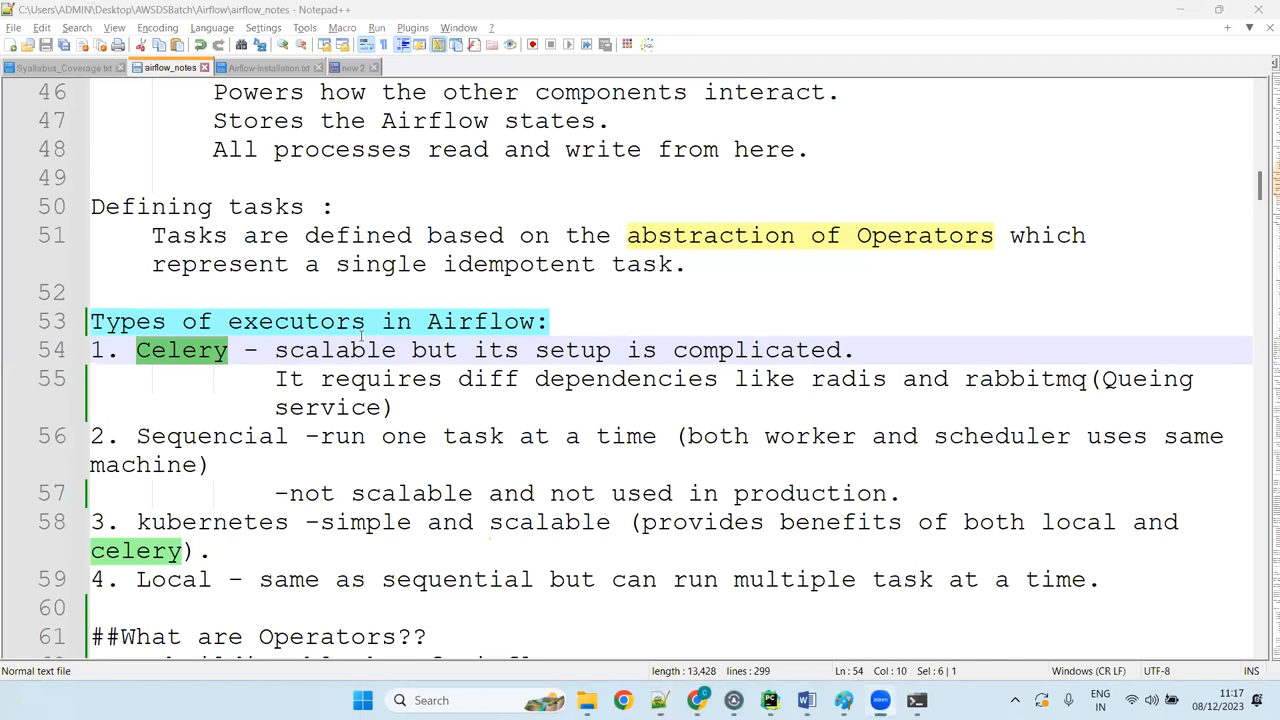 C:\Users\ADMIN\Desktop\AWSDSBatch\Airflow\airflow_notes - Notepad++
File Edit Search View Encoding Language Settings Tools Macro Run Plugins Window ?
Syallabus_Coverage.txt airflow_notes Airflow-Installation.txt new 2
46 Powers how the other components interact.
47 Stores the Airflow states.
48 All processes read and write from here.
49
50 Defining tasks :
51 Tasks are defined based on the abstraction of Operators which
represent a single idempotent task.
52
53 Types of executors in Airflow:
54 1. Celery - scalable but its setup is complicated.
55 It requires diff dependencies like radis and rabbitmq(Queing
service)
56 2. Sequencial -run one task at a time (both worker and scheduler uses same
machine)
57 -not scalable and not used in production.
58 3. kubernetes -simple and scalable (provides benefits of both local and
celery).
59 4. Local - same as sequential but can run multiple task at a time.
60
61 ##What are Operators??
Normal text file length : 13,428 lines : 299 Ln : 54 Col : 10 Sel : 6 | 1 Windows (CR LF) UTF-8 INS
Search ENG IN 11:17 08/12/2023